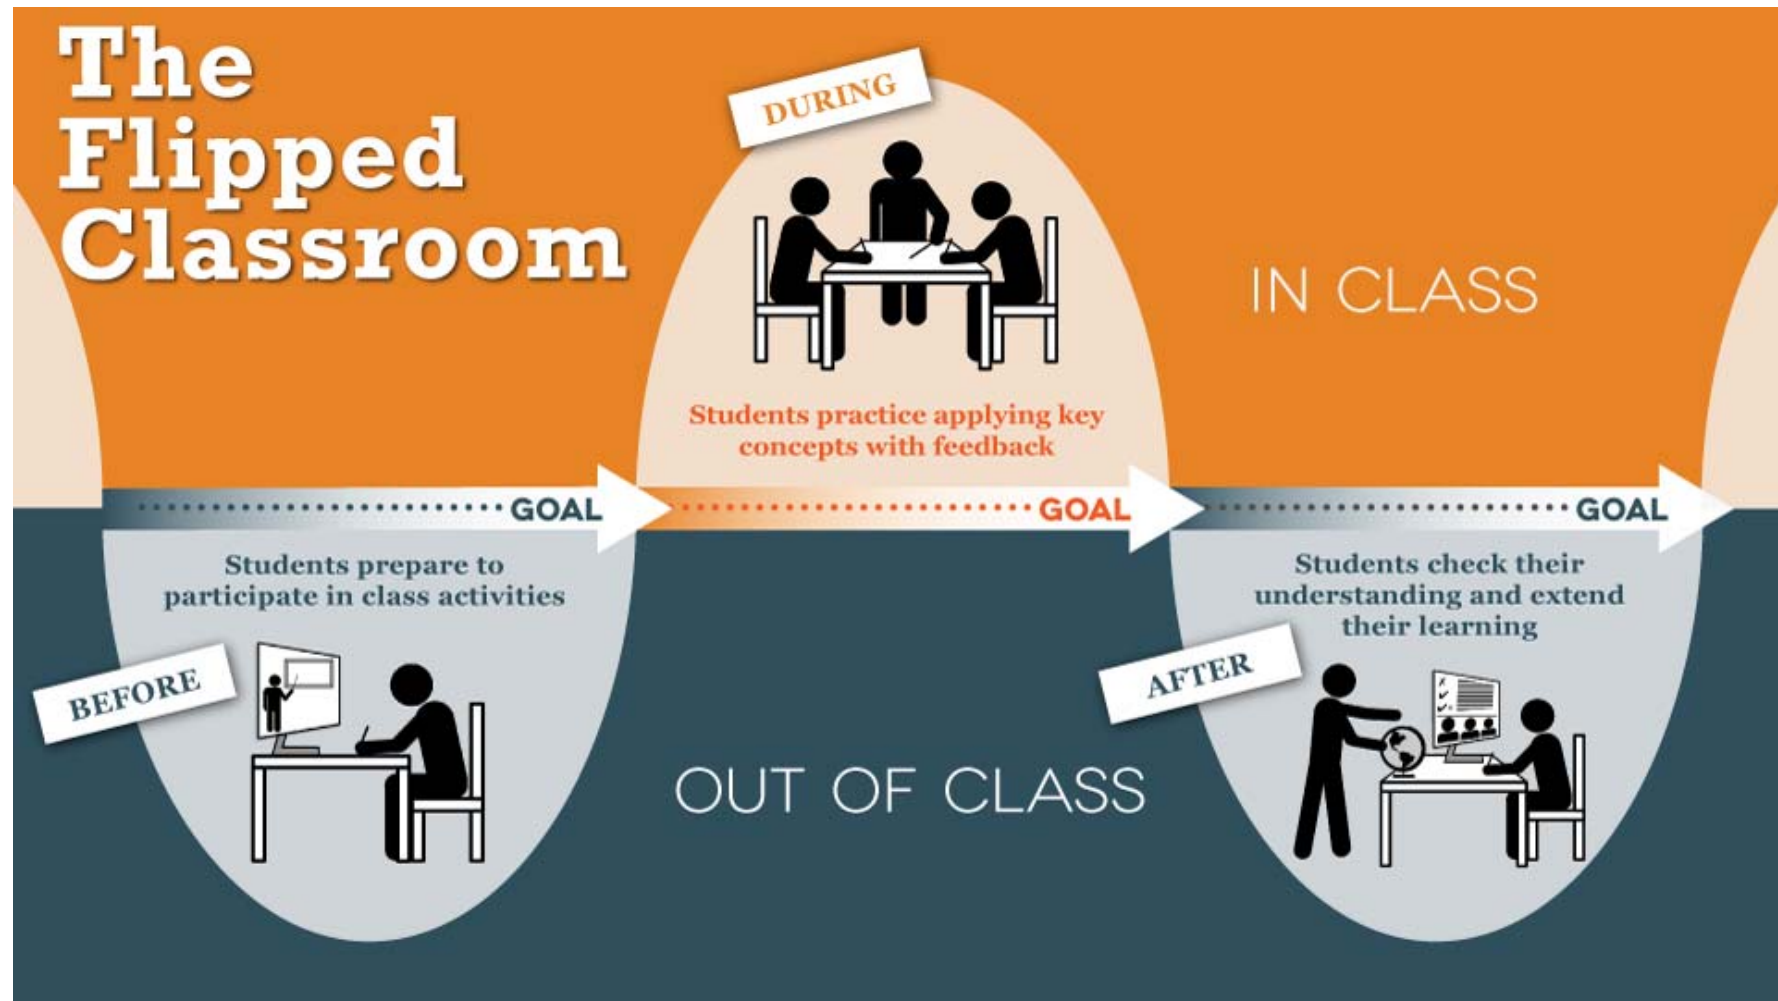 The
Flipped
Classroom
DURING
IN CLASS
Students practice applying key
concepts with feedback
GOAL
GOAL
GOAL
Students prepare to
participate in class activities
BEFORE
OUT OF CLASS
Students check their
understanding and extend
their learning
AFTER